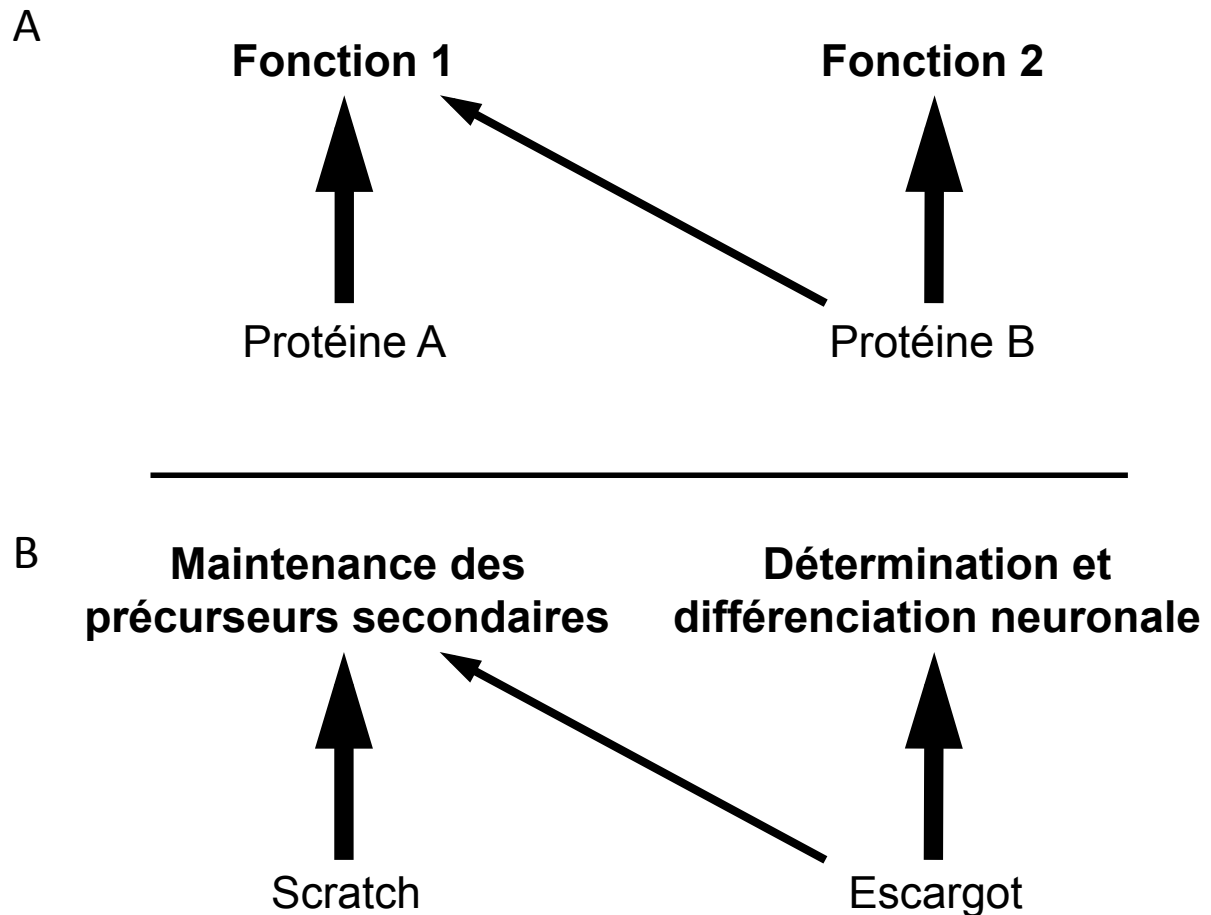 A
Fonction 1
Fonction 2
Protéine A
Protéine B
B
Maintenance des
précurseurs secondaires
Détermination et
différenciation neuronale
Scratch
Escargot